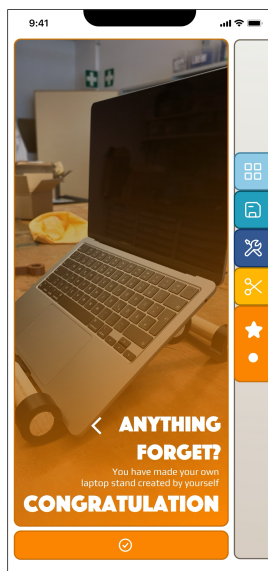 9:41
ANYTHING
FORGET?
You have made your own
laptop stand created by yourself
CONGRATULATION